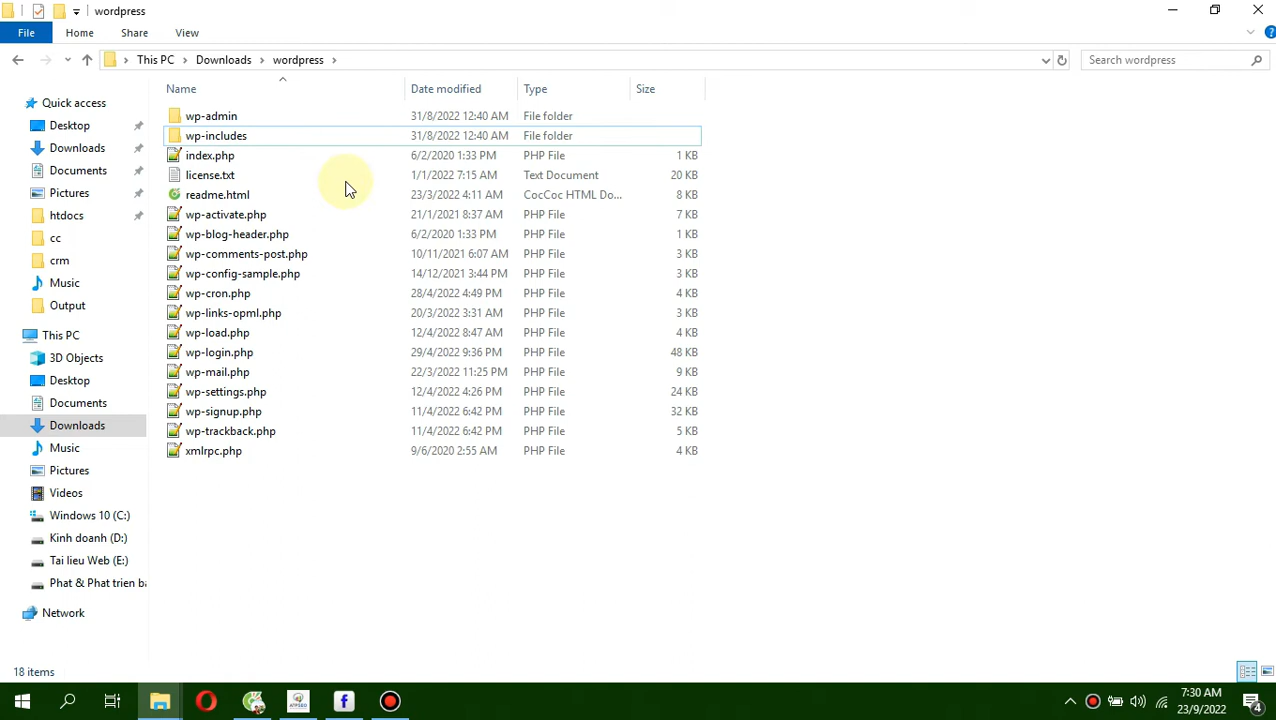 wordpress
File Home Share View
This PC Downloads wordpress Search wordpress
Name Date modified Type Size
Quick access
Desktop
Downloads
Documents
Pictures
htdocs
cc
crm
Music
Output
This PC
3D Objects
Desktop
Documents
Downloads
Music
Pictures
Videos
Windows 10 (C:)
Kinh doanh (D:)
Tai lieu Web (E:)
Phat & Phat trien ba
Network
wp-admin 31/8/2022 12:40 AM File folder
wp-includes 31/8/2022 12:40 AM File folder
index.php 6/2/2020 1:33 PM PHP File 1 KB
license.txt 1/1/2022 7:15 AM Text Document 20 KB
readme.html 23/3/2022 4:11 AM CocCoc HTML Do... 8 KB
wp-activate.php 21/1/2021 8:37 AM PHP File 7 KB
wp-blog-header.php 6/2/2020 1:33 PM PHP File 1 KB
wp-comments-post.php 10/11/2021 6:07 AM PHP File 3 KB
wp-config-sample.php 14/12/2021 3:44 PM PHP File 3 KB
wp-cron.php 28/4/2022 4:49 PM PHP File 4 KB
wp-links-opml.php 20/3/2022 3:31 AM PHP File 3 KB
wp-load.php 12/4/2022 8:47 AM PHP File 4 KB
wp-login.php 29/4/2022 9:36 PM PHP File 48 KB
wp-mail.php 22/3/2022 11:25 PM PHP File 9 KB
wp-settings.php 12/4/2022 4:26 PM PHP File 24 KB
wp-signup.php 11/4/2022 6:42 PM PHP File 32 KB
wp-trackback.php 11/4/2022 6:42 PM PHP File 5 KB
xmlrpc.php 9/6/2020 2:55 AM PHP File 4 KB
18 items
ATPSEO
7:30 AM
23/9/2022
4